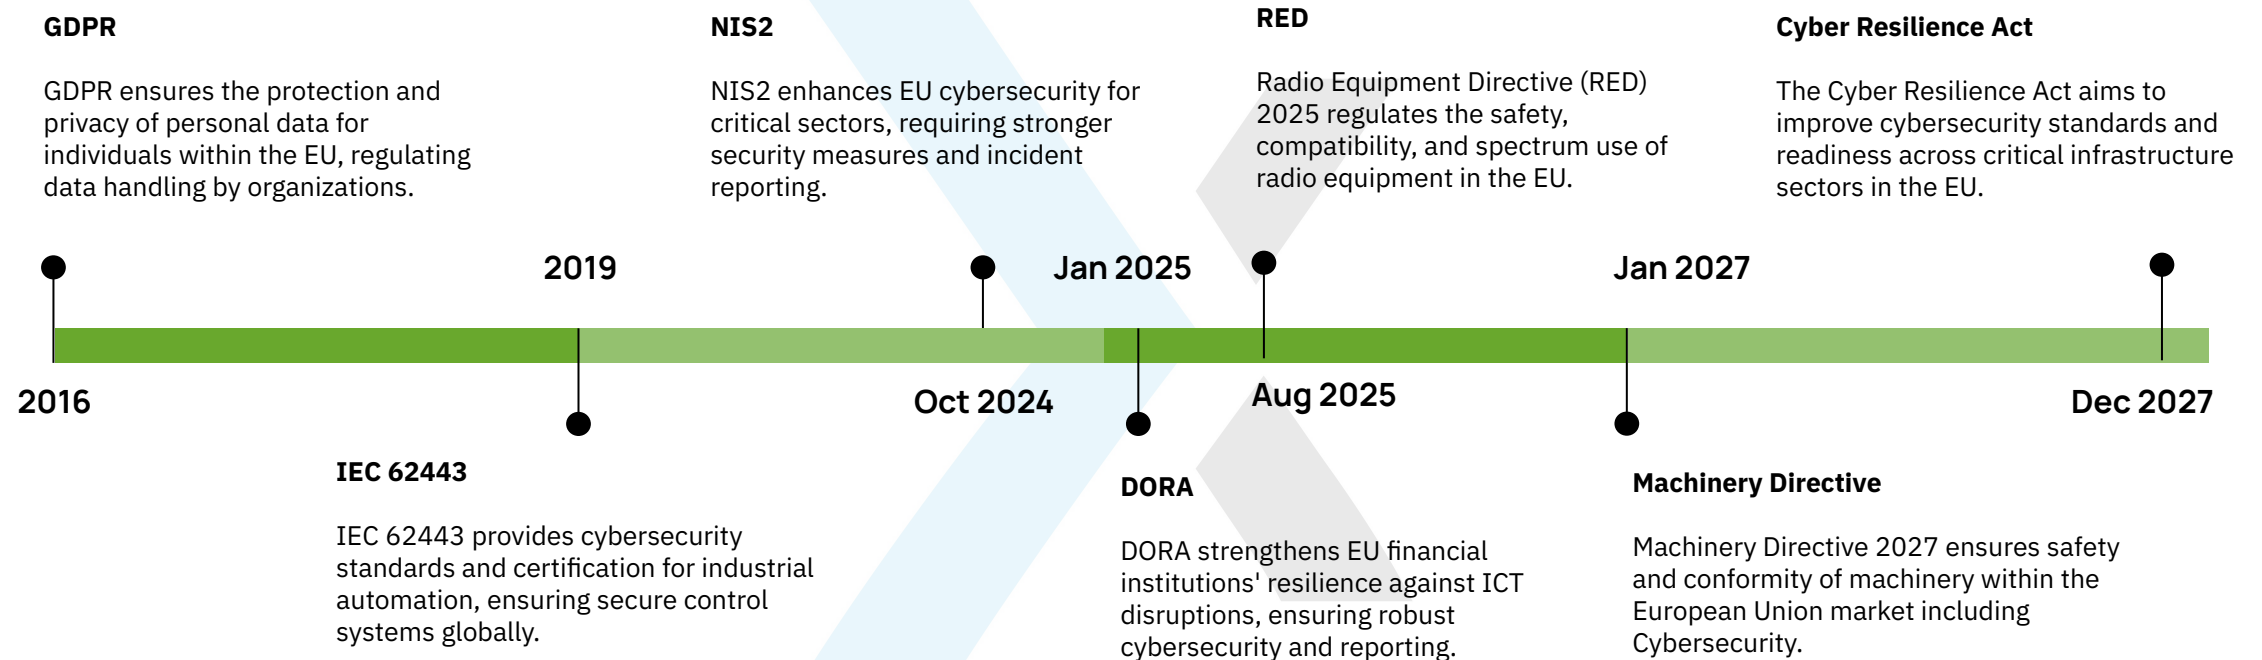 GDPR
GDPR ensures the protection and
privacy of personal data for
individuals within the EU, regulating
data handling by organizations.
NIS2
NIS2 enhances EU cybersecurity for
critical sectors, requiring stronger
security measures and incident
reporting.
RED
Radio Equipment Directive (RED)
2025 regulates the safety,
compatibility, and spectrum use of
radio equipment in the EU.
Cyber Resilience Act
The Cyber Resilience Act aims to
improve cybersecurity standards and
readiness across critical infrastructure
sectors in the EU.
2019
Jan 2025
Jan 2027
2016
Oct 2024
Aug 2025
Dec 2027
IEC 62443
IEC 62443 provides cybersecurity
standards and certification for industrial
automation, ensuring secure control
systems globally.
DORA
DORA strengthens EU financial
institutions' resilience against ICT
disruptions, ensuring robust
cybersecurity and reporting.
Machinery Directive
Machinery Directive 2027 ensures safety
and conformity of machinery within the
European Union market including
Cybersecurity.